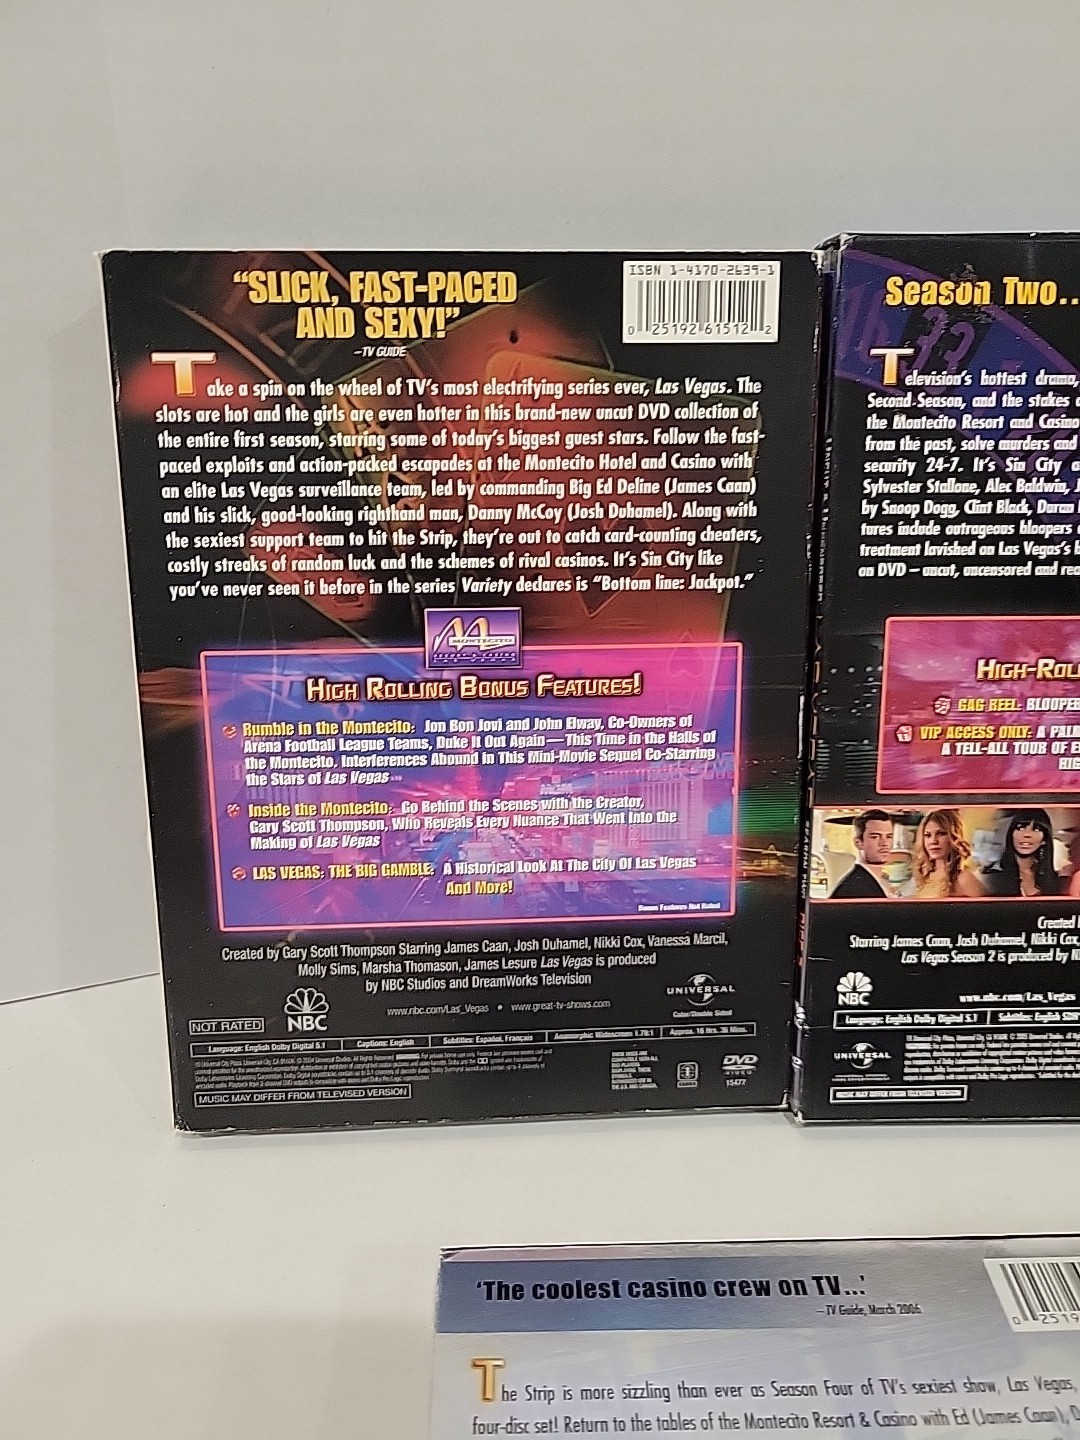 "SLICK, FAST-PACED
AND SEXY!"
–TV GUIDE
ISBN 1-4170-2639-1
0 25192 61512 2
Take a spin on the wheel of TV's most electrifying series ever, Las Vegas. The
slots are hot and the girls are even hotter in this brand-new uncut DVD collection of
the entire first season, starring some of today's biggest guest stars. Follow the fast-
paced exploits and action-packed escapades at the Montecito Hotel and Casino with
an elite Las Vegas surveillance team, led by commanding Big Ed Deline (James Caan)
and his slick, good-looking righthand man, Danny McCoy (Josh Duhamel). Along with
the sexiest support team to hit the Strip, they're out to catch card-counting cheaters,
costly streaks of random luck and the schemes of rival casinos. It's Sin City like
you've never seen it before in the series Variety declares is "Bottom line: Jackpot."
MONTECITO
High Rolling Bonus Features!
Rumble in the Montecito: Jon Bon Jovi and John Elway, Co-Owners of
Arena Football League Teams, Duke It Out Again—This Time in the Halls of
the Montecito. Interferences Abound In This Mini-Movie Sequel Co-Starring
the Stars of Las Vegas
Inside the Montecito: Go Behind the Scenes with the Creator,
Gary Scott Thompson, Who Reveals Every Nuance That Went Into the
Making of Las Vegas
LAS VEGAS: THE BIG GAMBLE: A Historical Look At The City Of Las Vegas
And More!
Bonus Features Not Rated
Created by Gary Scott Thompson Starring James Caan, Josh Duhamel, Nikki Cox, Vanessa Marcil,
Molly Sims, Marsha Thomason, James Lesure Las Vegas is produced
by NBC Studios and DreamWorks Television
NBC
www.nbc.com/Las_Vegas • www.great-tv-shows.com
UNIVERSAL
Color/Double Sided
NOT RATED
Language: English Dolby Digital 5.1
Captions: English
Subtitles: Español, Français
Anamorphic Widescreen 1.78:1
Approx. 16 Hrs. 36 Mins.
DVD
VIDEO
15477
MUSIC MAY DIFFER FROM TELEVISED VERSION
Season Two..
Television's hottest drama,
Second Season, and the stakes
the Montecito Resort and Casino
from the past, solve murders and
security 24-7. It's Sin City
Sylvester Stallone, Alec Baldwin,
by Snoop Dogg, Clint Black, Duran
tures include outrageous bloopers
treatment lavished on Las Vegas's
on DVD – uncut, uncensored and
High-Rol
GAG REEL: BLOOPER
VIP ACCESS ONLY: A PAL
A TELL-ALL TOUR OF E
Created
Starring James Caan, Josh Duhamel, Nikki Cox,
Las Vegas Season 2 is produced by
NBC
www.nbc.com/Las_Vegas
Language: English Dolby Digital 5.1
Subtitles: English SDH
UNIVERSAL
MUSIC MAY DIFFER FROM TELEVISED VERSION
'The coolest casino crew on TV...'
–TV Guide, March 2006
0 2519
The Strip is more sizzling than ever as Season Four of TV's sexiest show, Las Vegas,
four-disc set! Return to the tables of the Montecito Resort & Casino with Ed (James Caan), D